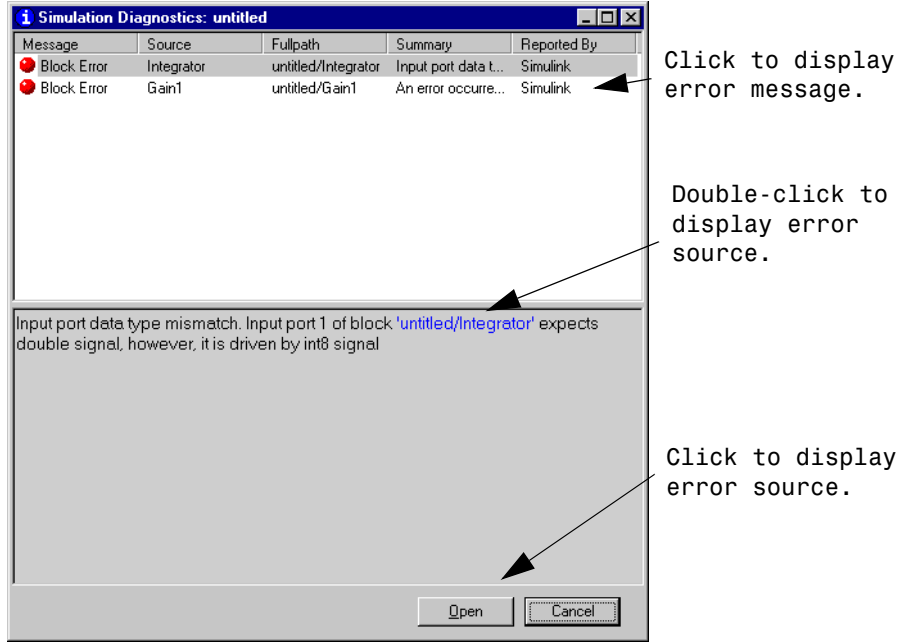 Simulation Diagnostics: untitled
Message Source Fullpath Summary Reported By
Block Error Integrator untitled/Integrator Input port data t... Simulink
Block Error Gain1 untitled/Gain1 An error occurre... Simulink
Click to display
error message.
Double-click to
display error
source.
Input port data type mismatch. Input port 1 of block 'untitled/Integrator' expects
double signal, however, it is driven by int8 signal
Click to display
error source.
Open Cancel